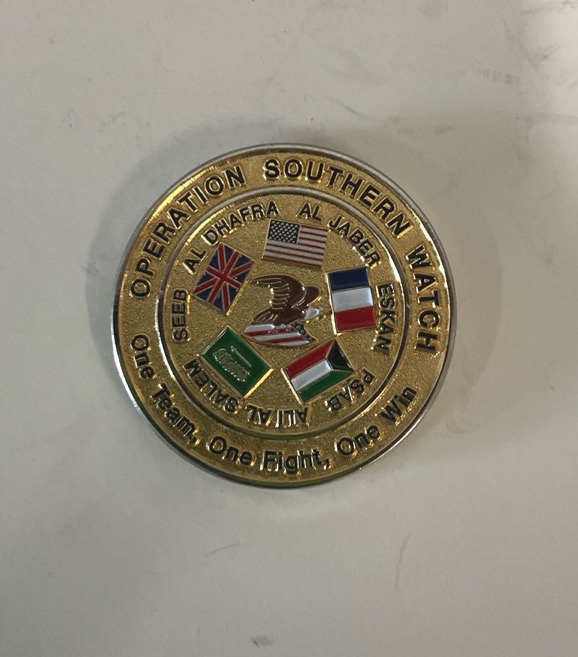 OPERATION SOUTHERN WATCH
SEEB AL DHAFRA AL JABER ESKAN PSAB ALI AL SALEM
One Team, One Fight, One Win